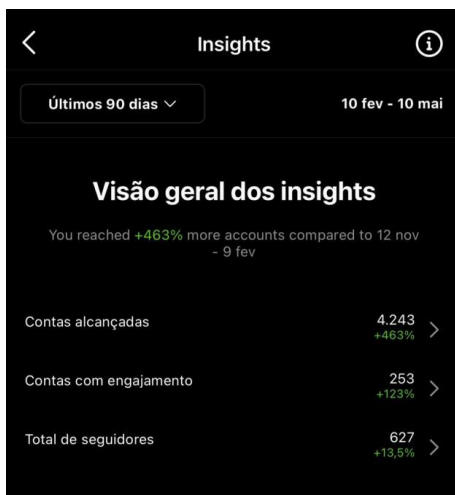 Insights
Últimos 90 dias
10 fev - 10 mai
Visão geral dos insights
You reached +463% more accounts compared to 12 nov
- 9 fev
Contas alcançadas
4.243
+463%
Contas com engajamento
253
+123%
Total de seguidores
627
+13,5%